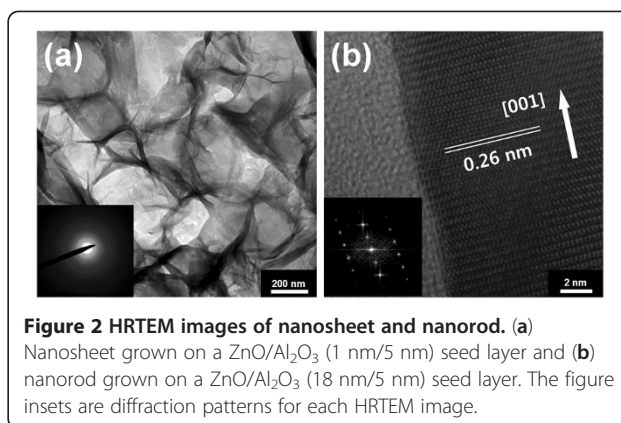 (a)
200 nm
(b)
[001]
0.26 nm
2 nm
Figure 2 HRTEM images of nanosheet and nanorod. (a)
Nanosheet grown on a ZnO/Al₂O₃ (1 nm/5 nm) seed layer and (b)
nanorod grown on a ZnO/Al₂O₃ (18 nm/5 nm) seed layer. The figure
insets are diffraction patterns for each HRTEM image.